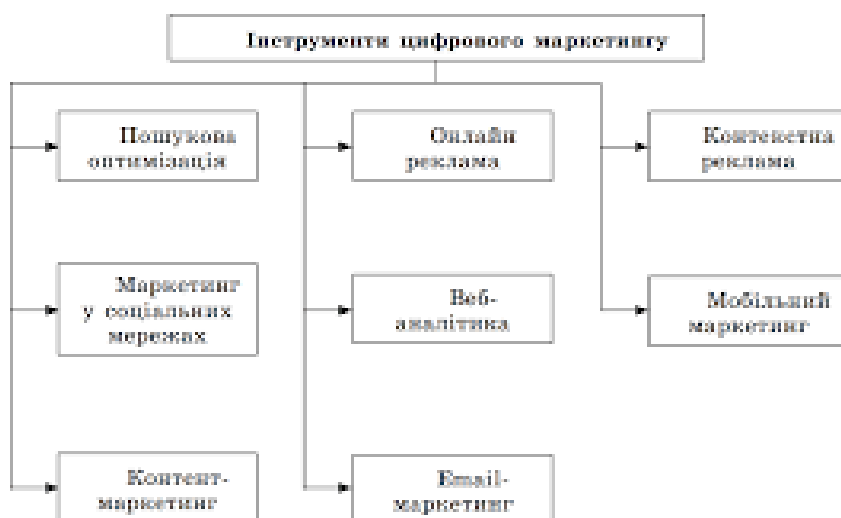 Інструменти цифрового маркетингу
Пошукова
оптимізація
Онлайн
реклама
Контекстна
реклама
Маркетинг
у соціальних
мережах
Веб-
аналітика
Мобільний
маркетинг
Контент-
маркетинг
Email-
маркетинг